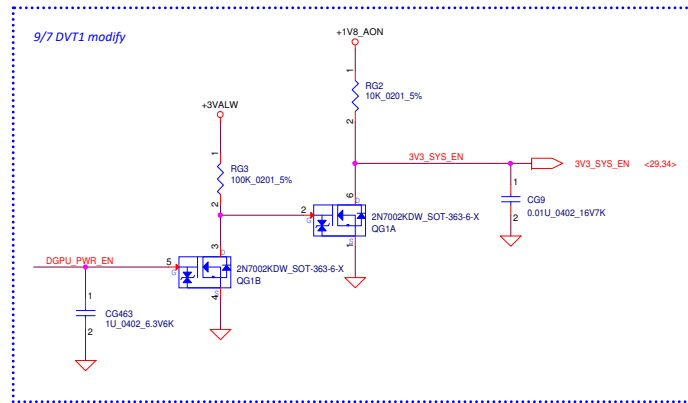 9/7 DVT1 modify
+1V8_AON
1
RG2
10K_0201_5%
2
+3VALW
1
RG3
100K_0201_5%
2
3V3_SYS_EN
3V3_SYS_EN <29,34>
1
CG9
0.01U_0402_16V7K
2
6
D
2
G
S
1
2N7002KDW_SOT-363-6-X
QG1A
3
D
DGPU_PWR_EN
5
G
S
4
2N7002KDW_SOT-363-6-X
QG1B
1
CG463
1U_0402_6.3V6K
2